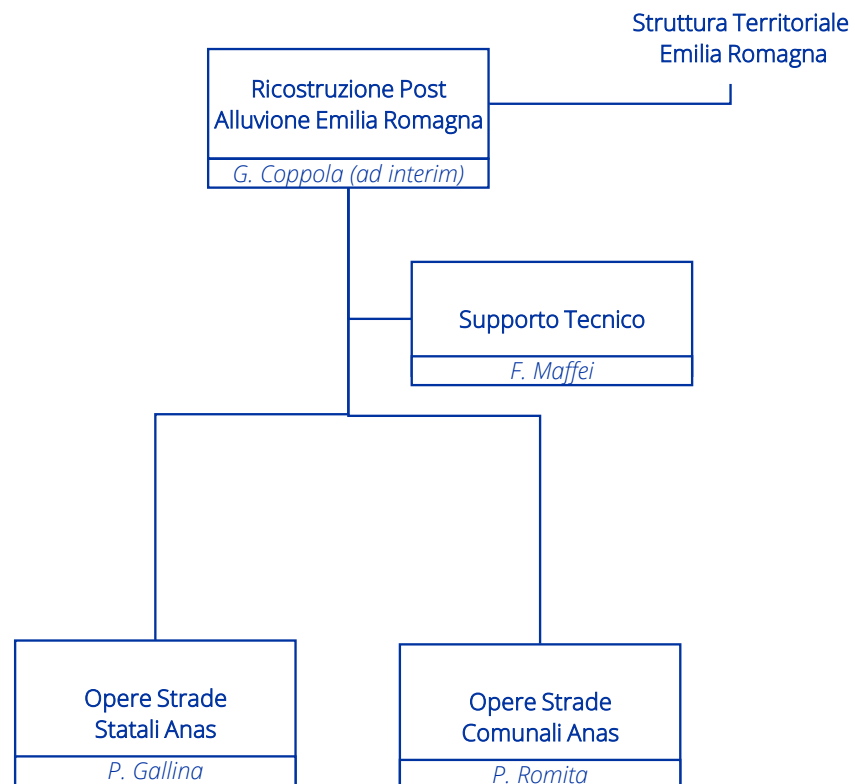 Struttura Territoriale
Emilia Romagna
Ricostruzione Post
Alluvione Emilia Romagna
G. Coppola (ad interim)
Supporto Tecnico
F. Maffei
Opere Strade
Statali Anas
P. Gallina
Opere Strade
Comunali Anas
P. Romita